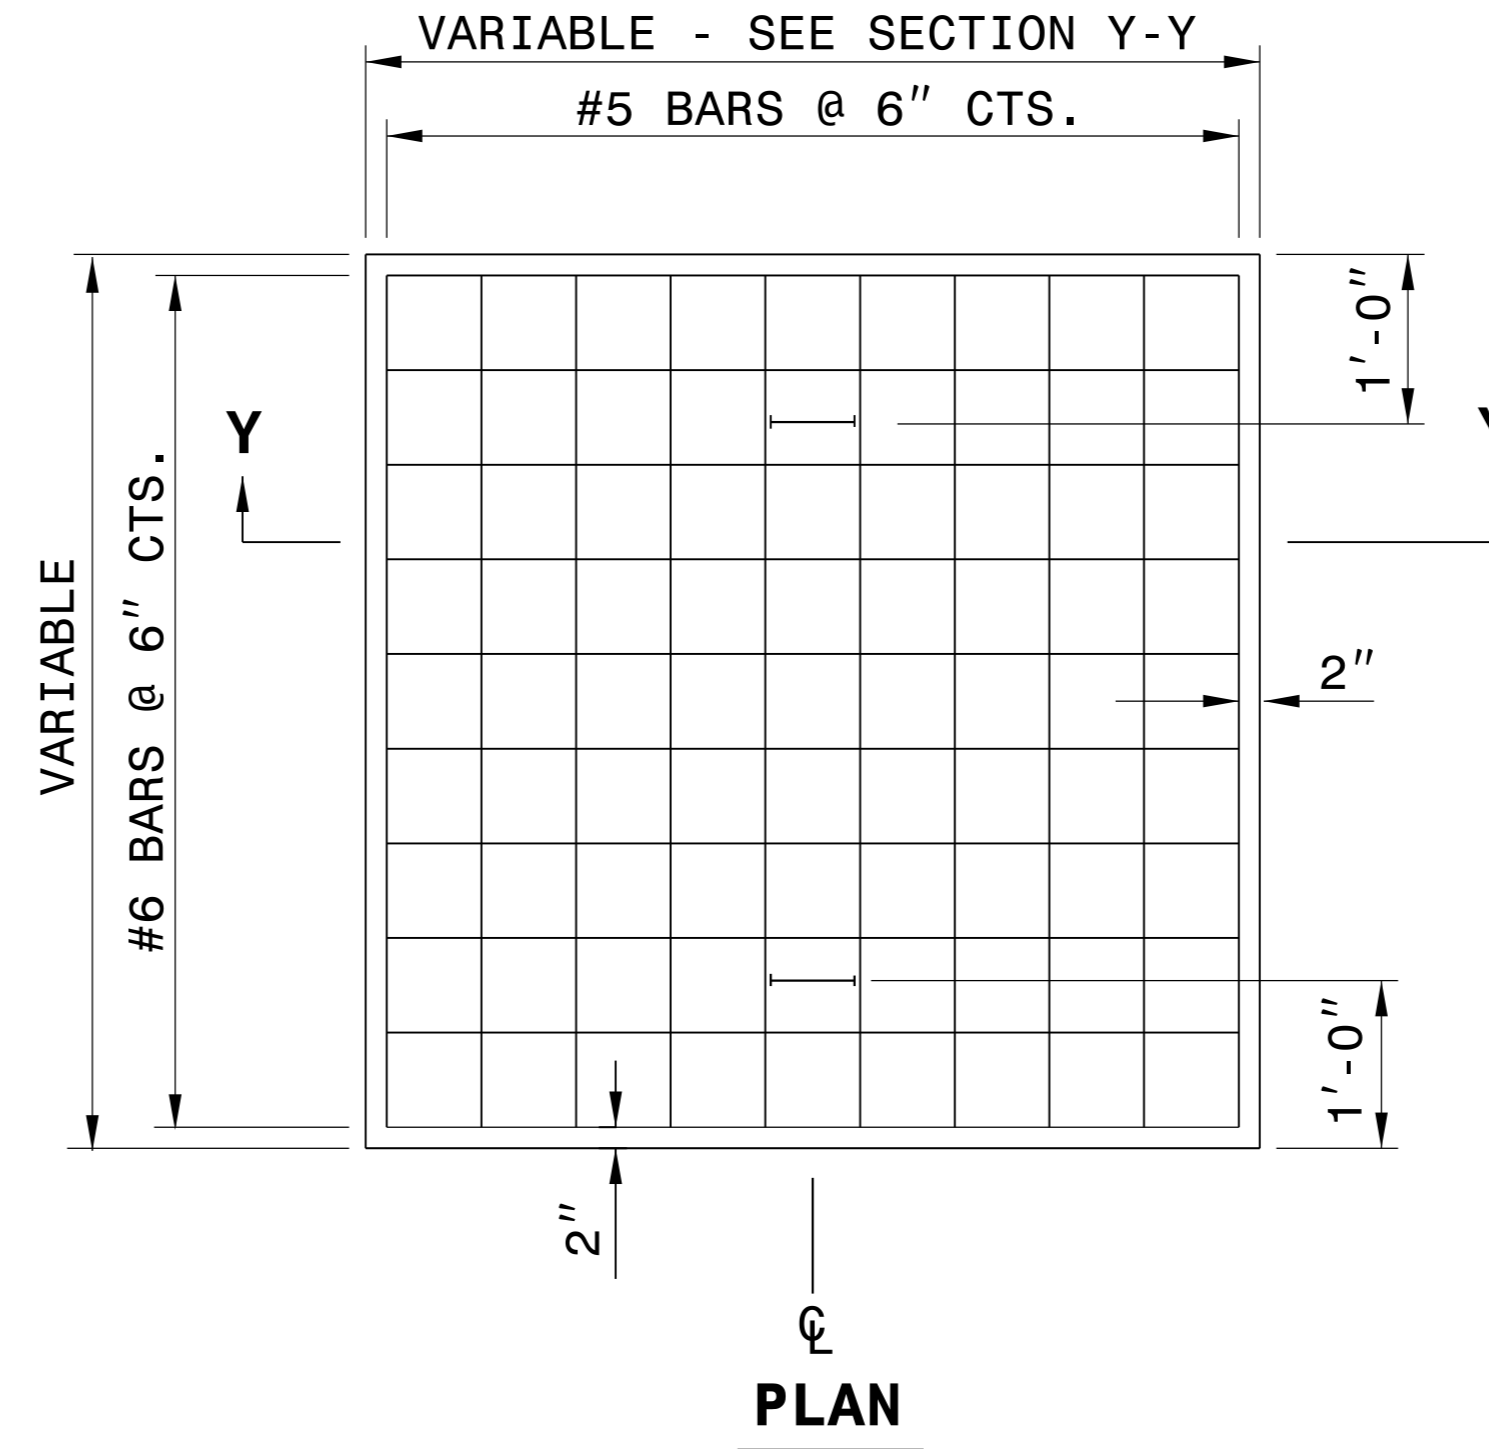 VARIABLE - SEE SECTION Y-Y
#5 BARS @ 6" CTS.
1'-0"
Y
VARIABLE
#6 BARS @ 6" CTS.
2"
1'-0"
2"
℄
PLAN